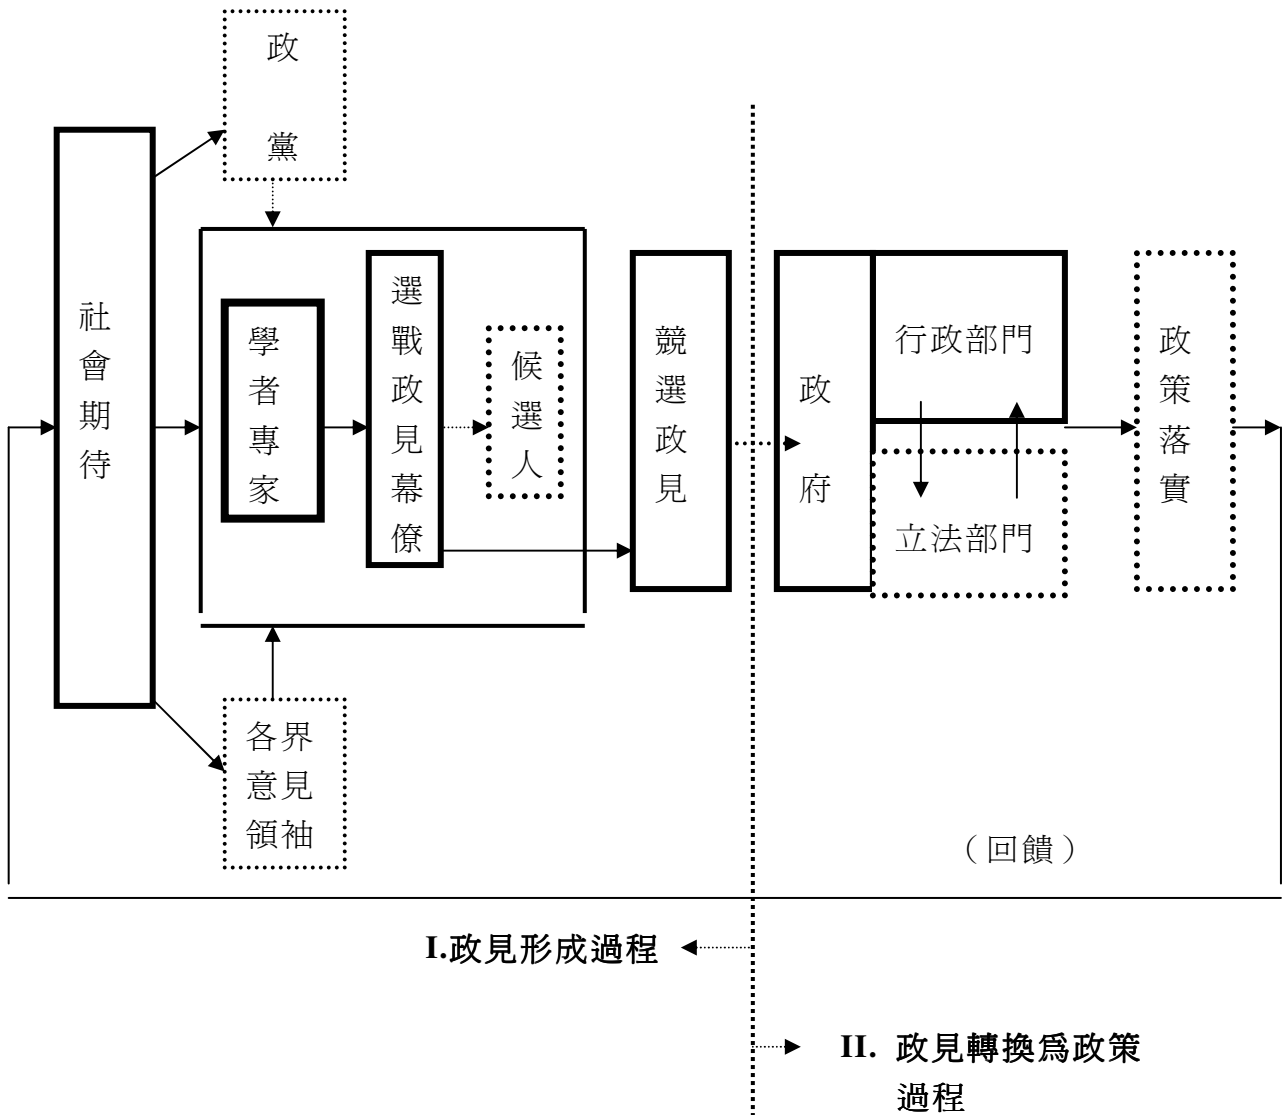 政
黨
社會期待
學者專家
選戰政見幕僚
候選人
競選政見
政府
行政部門
立法部門
政策落實
各界
意見
領袖
（回饋）
I.政見形成過程
II. 政見轉換爲政策
過程